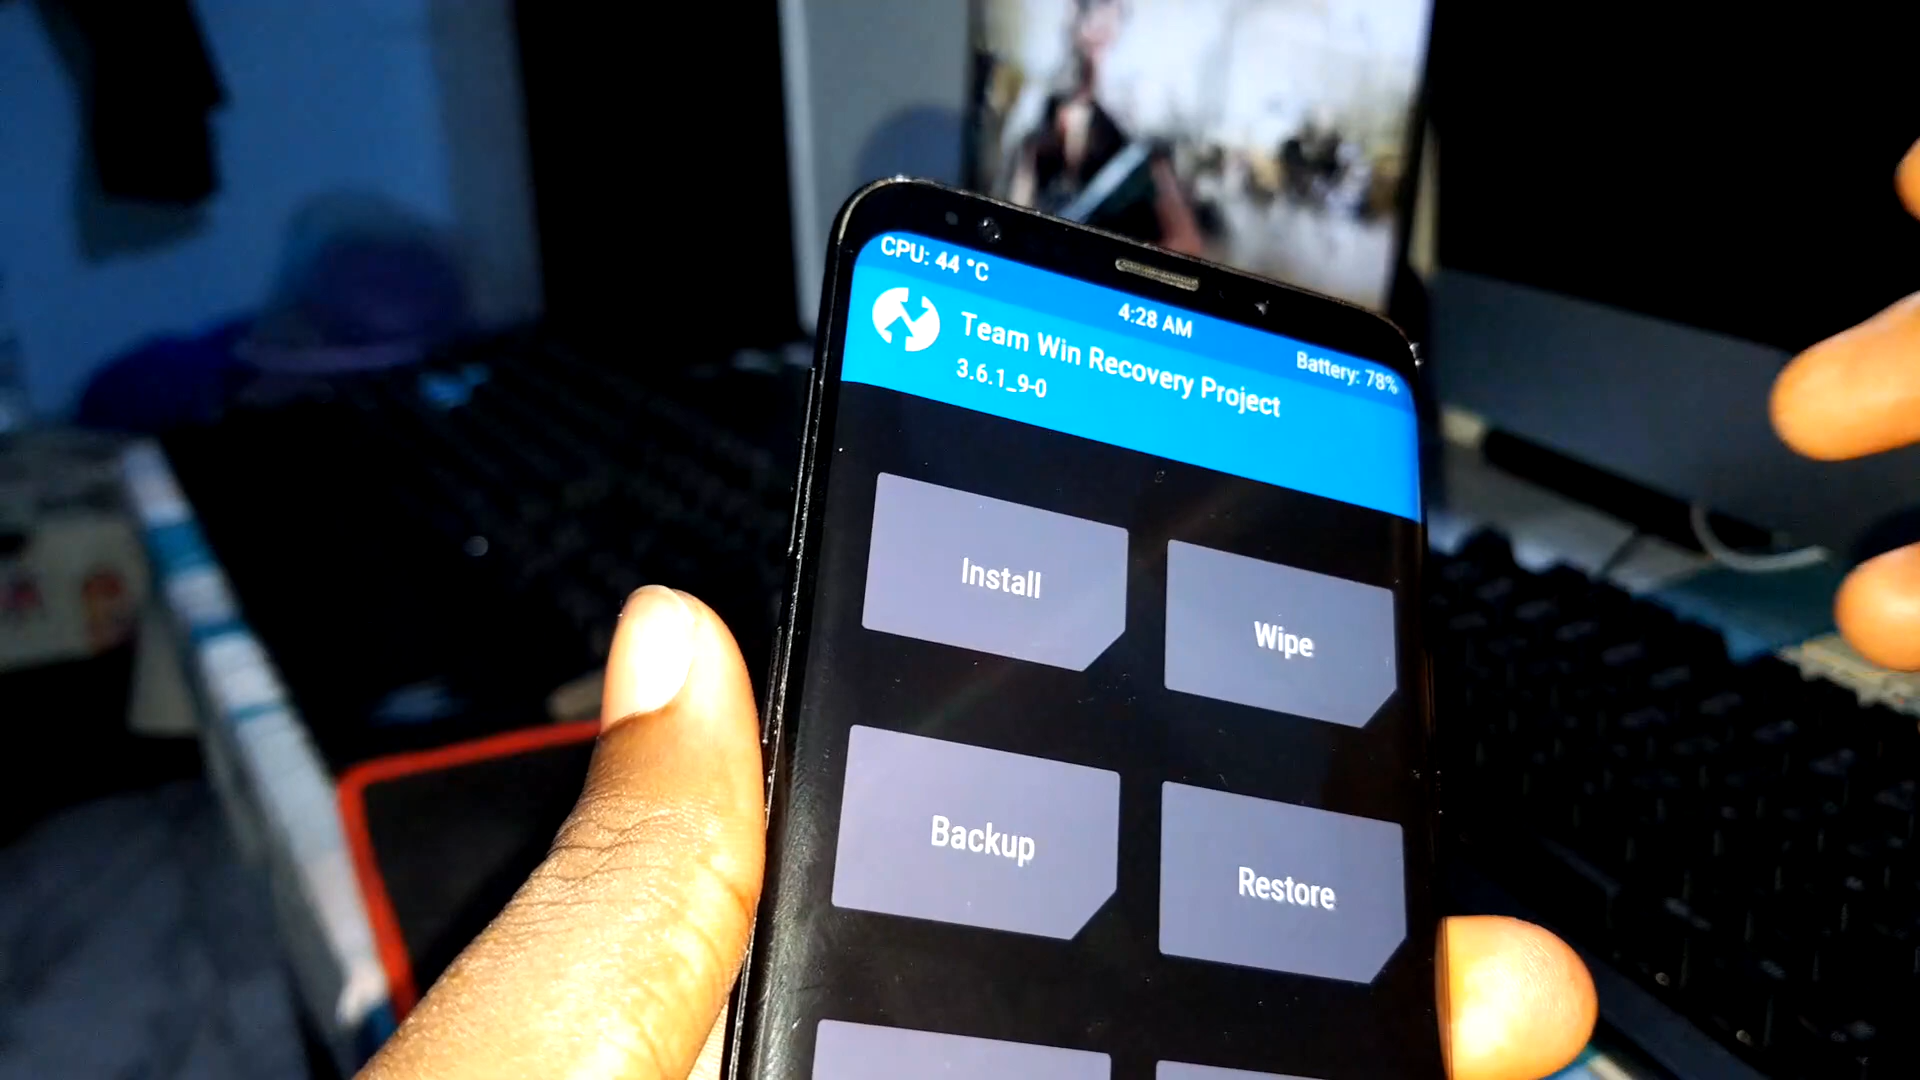 CPU: 44 °C
4:28 AM
Battery: 78%
Team Win Recovery Project
3.6.1_9-0
Install
Wipe
Backup
Restore